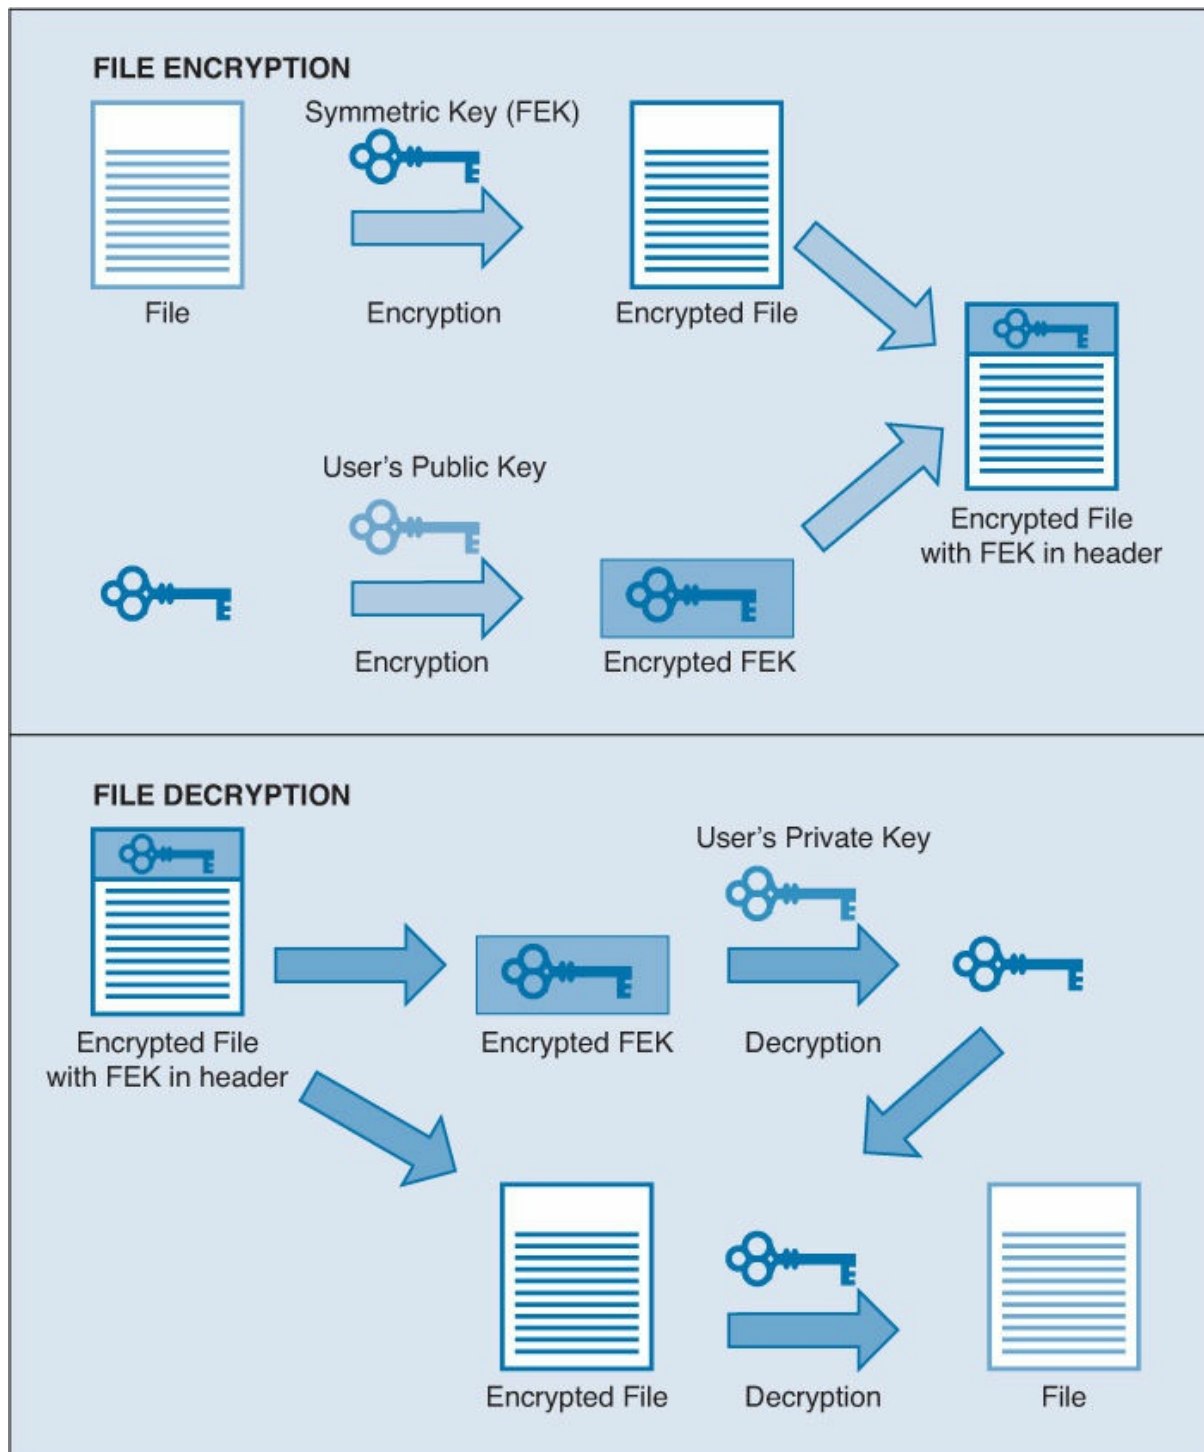 FILE ENCRYPTION
Symmetric Key (FEK)
File
Encryption
Encrypted File
User's Public Key
Encrypted File
with FEK in header
Encryption
Encrypted FEK
FILE DECRYPTION
User's Private Key
Encrypted File
with FEK in header
Encrypted FEK
Decryption
Encrypted File
Decryption
File